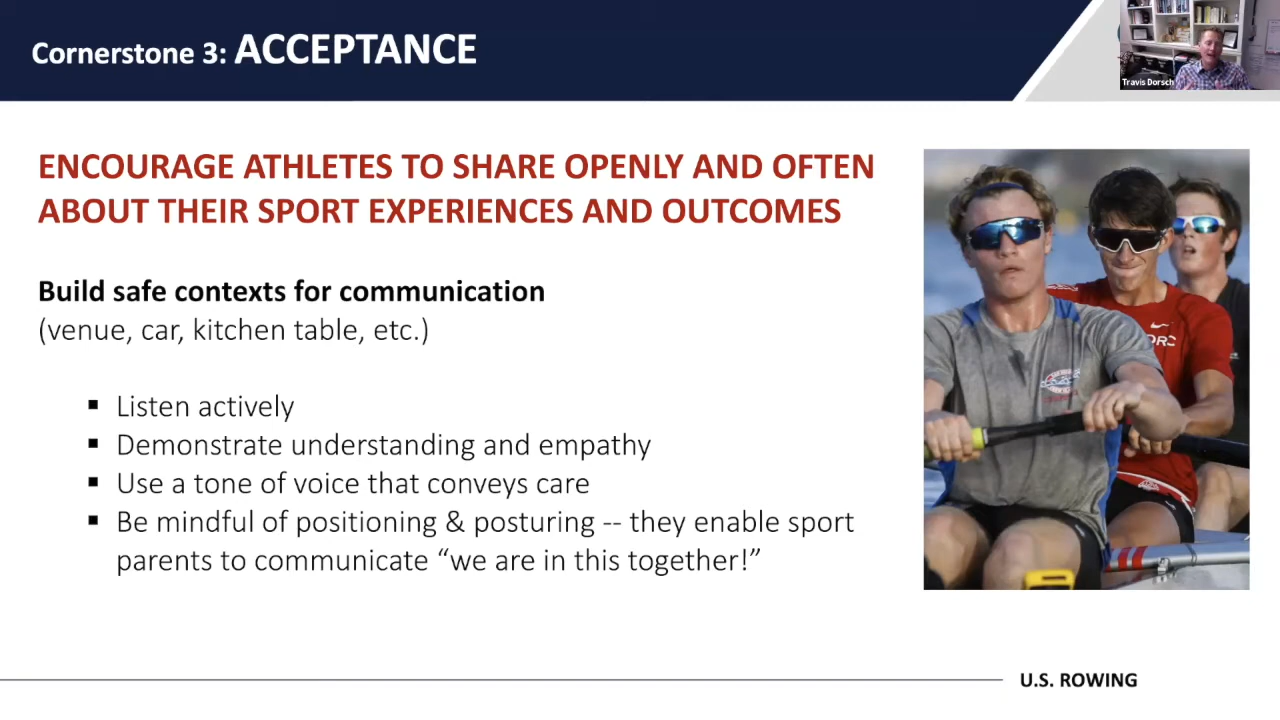 Cornerstone 3: ACCEPTANCE
Travis Dorsch
ENCOURAGE ATHLETES TO SHARE OPENLY AND OFTEN
ABOUT THEIR SPORT EXPERIENCES AND OUTCOMES
Build safe contexts for communication
(venue, car, kitchen table, etc.)
▪ Listen actively
▪ Demonstrate understanding and empathy
▪ Use a tone of voice that conveys care
▪ Be mindful of positioning & posturing -- they enable sport
parents to communicate “we are in this together!”
U.S. ROWING